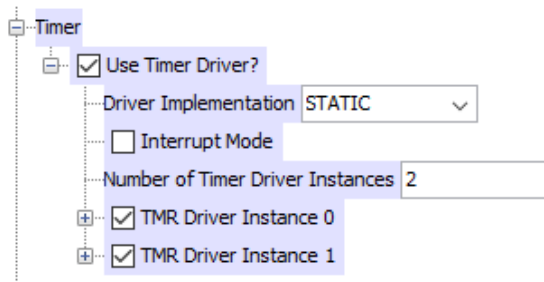 Timer
Use Timer Driver?
Driver Implementation STATIC
Interrupt Mode
Number of Timer Driver Instances 2
TMR Driver Instance 0
TMR Driver Instance 1